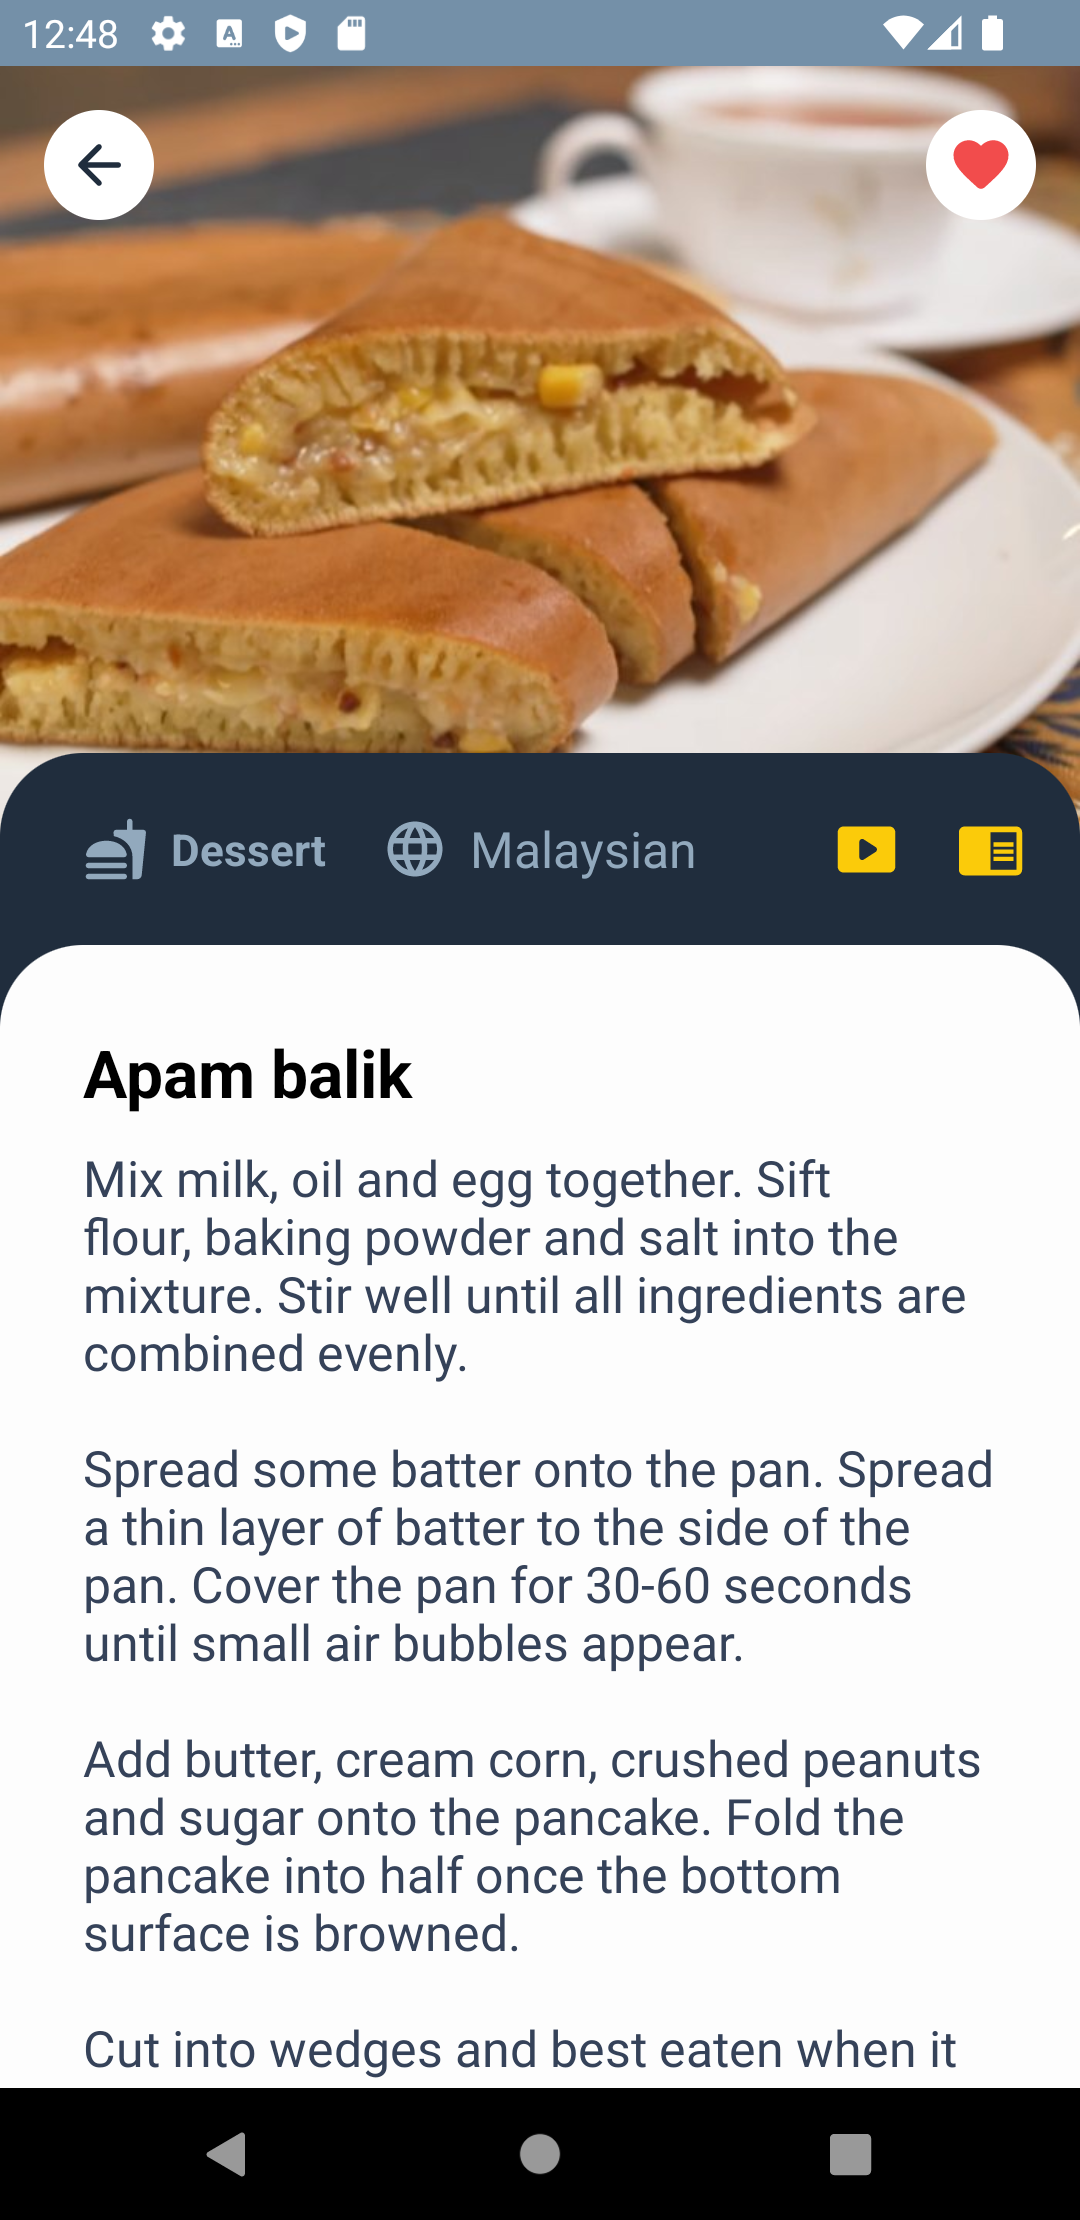 12:48
Dessert
Malaysian
Apam balik
Mix milk, oil and egg together. Sift
flour, baking powder and salt into the
mixture. Stir well until all ingredients are
combined evenly.
Spread some batter onto the pan. Spread
a thin layer of batter to the side of the
pan. Cover the pan for 30-60 seconds
until small air bubbles appear.
Add butter, cream corn, crushed peanuts
and sugar onto the pancake. Fold the
pancake into half once the bottom
surface is browned.
Cut into wedges and best eaten when it